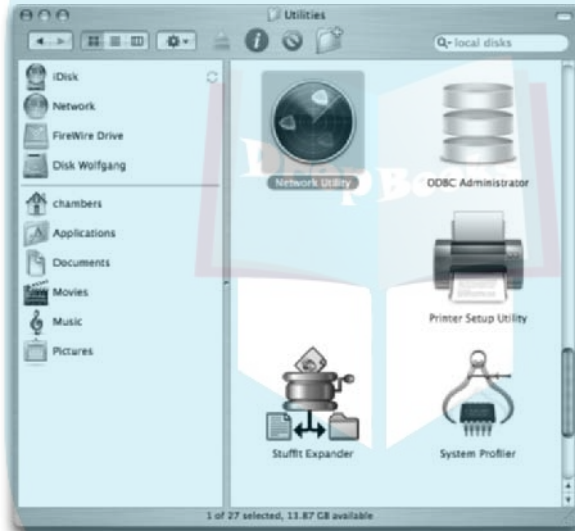 Utilities
local disks
iDisk
Network
FireWire Drive
Disk Wolfgang
chambers
Applications
Documents
Movies
Music
Pictures
Network Utility
ODBC Administrator
Printer Setup Utility
StuffIt Expander
System Profiler
1 of 27 selected, 13.87 GB available